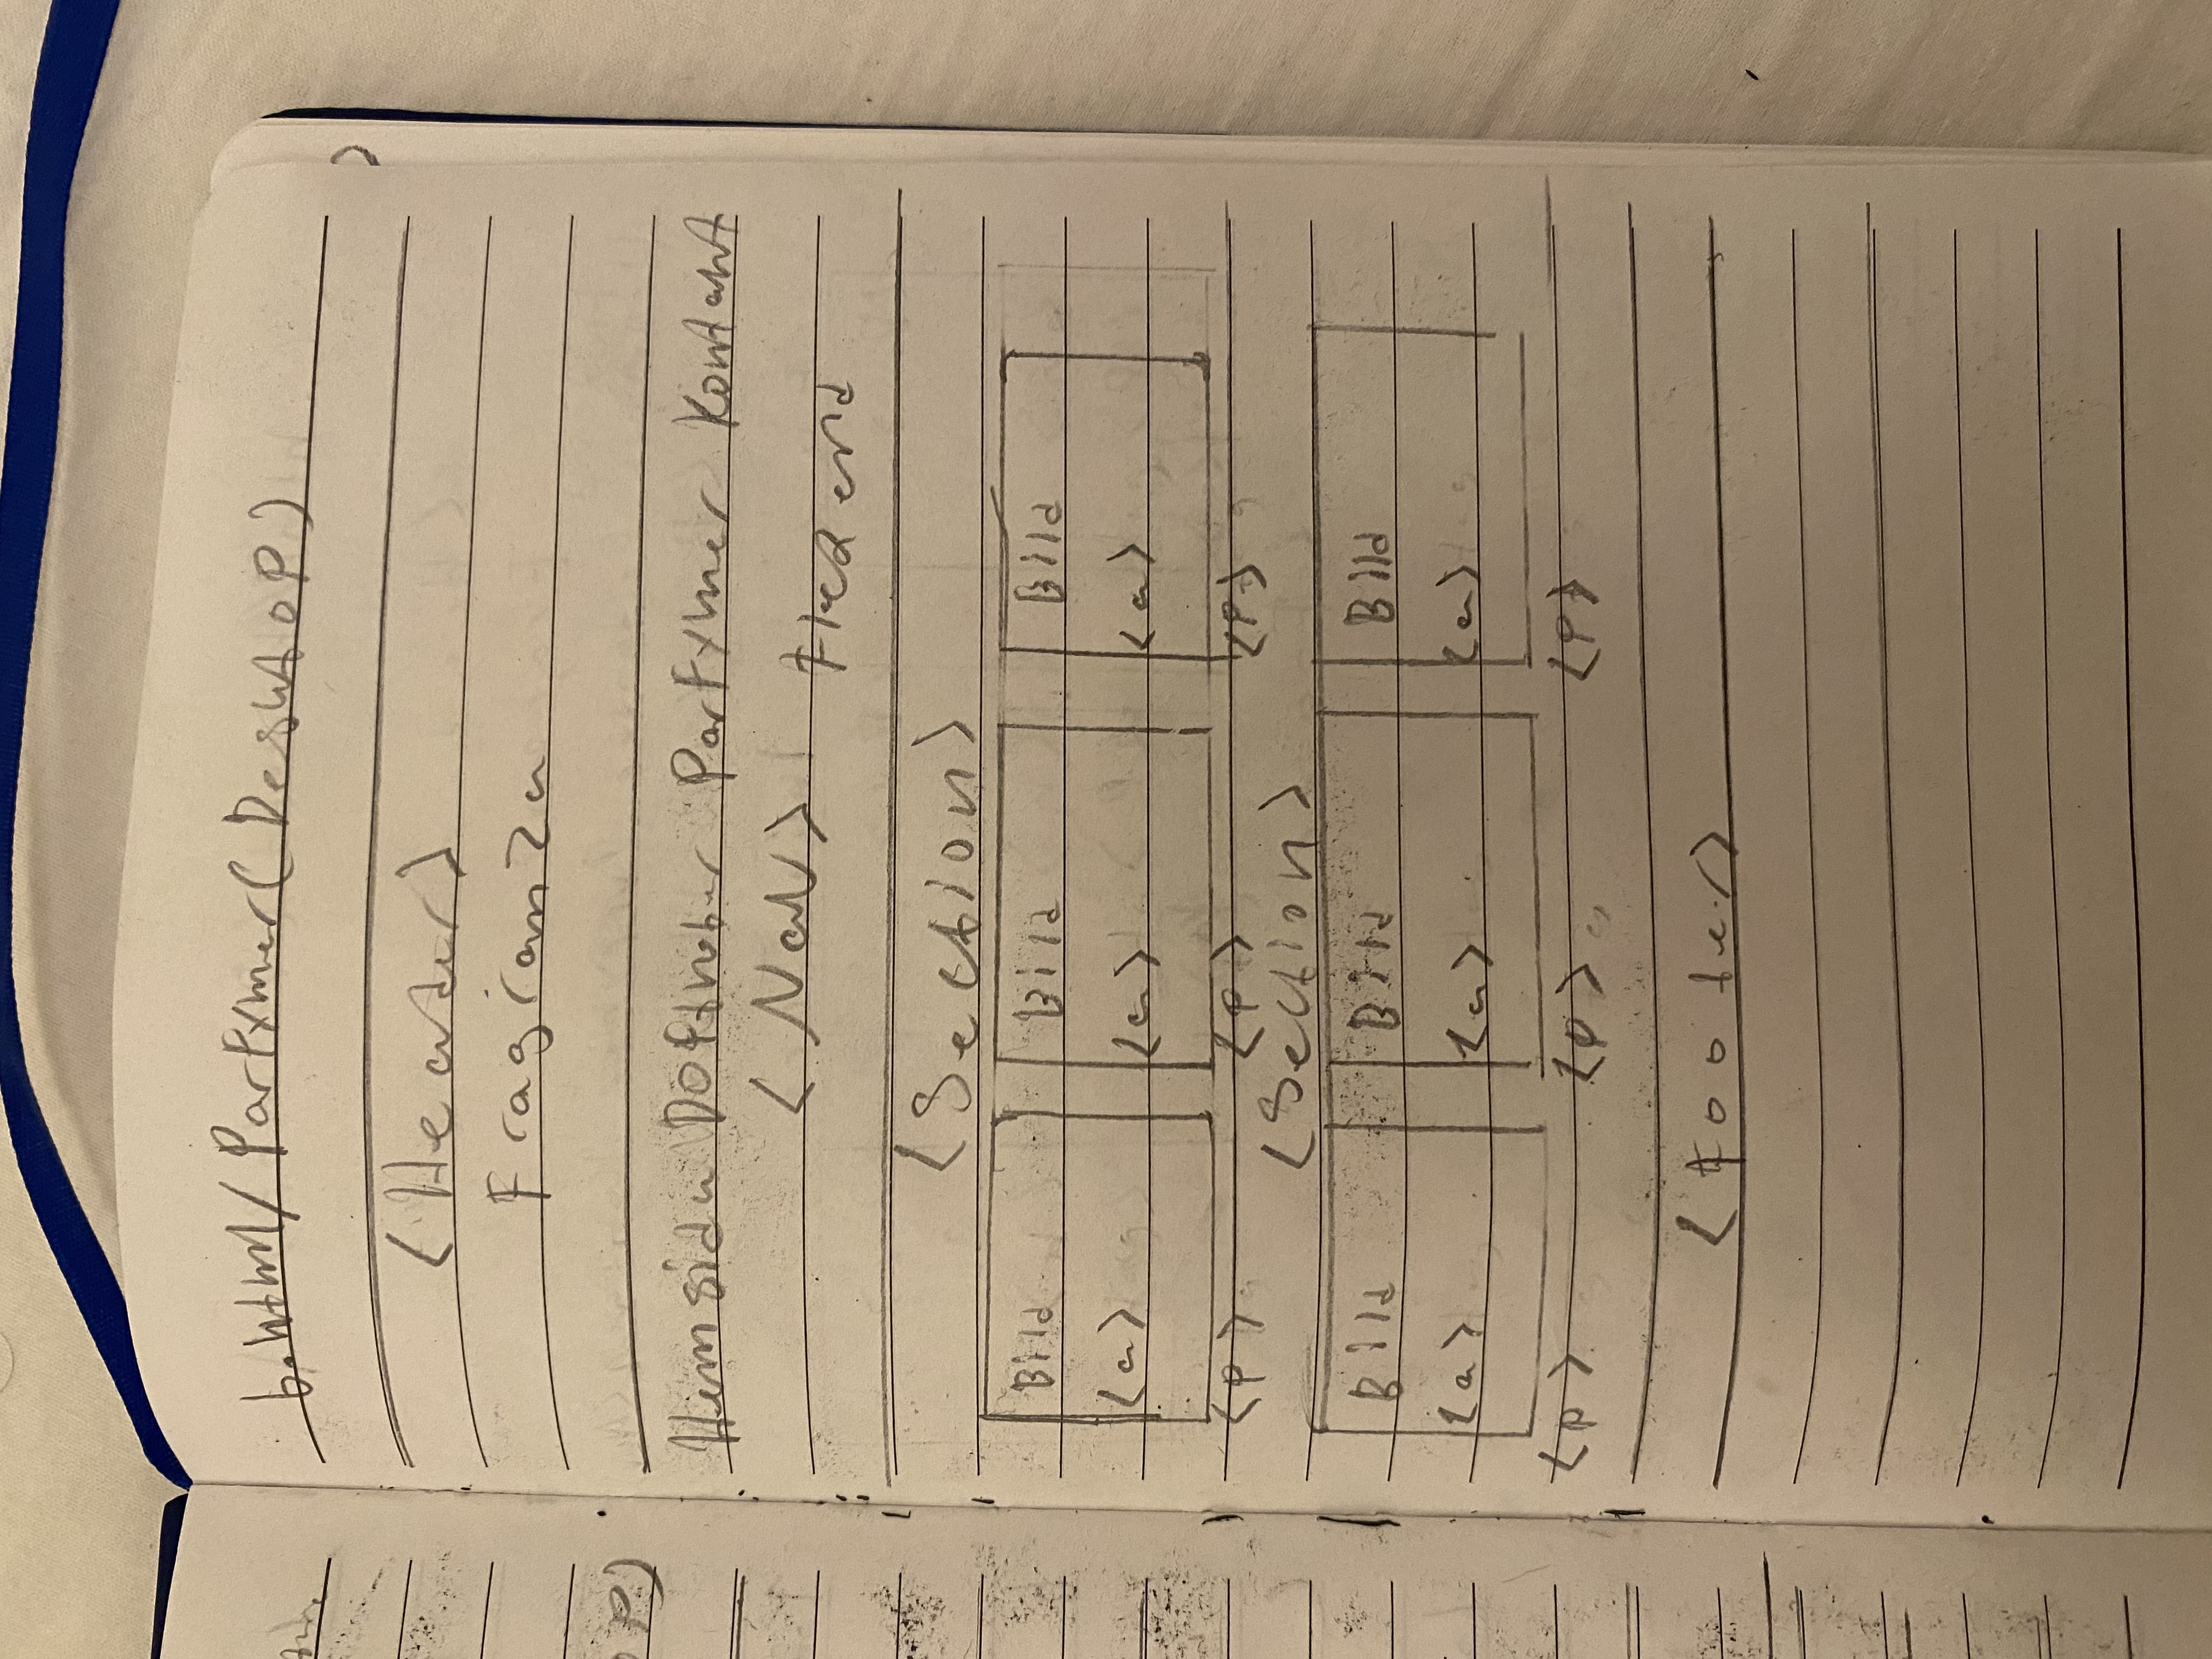 b.html/Parfymer(Desktop)
<Header>
Fragranza
Hemsida Doftnoter Parfymer Kontakt
<Nav> Flexend
<Section>
Bild Bild Bild
<a> <a> <a>
<p> <p> <p>
<Section>
Bild Bild Bild
<a> <a> <a>
<p> <p> <p>
<Footer>